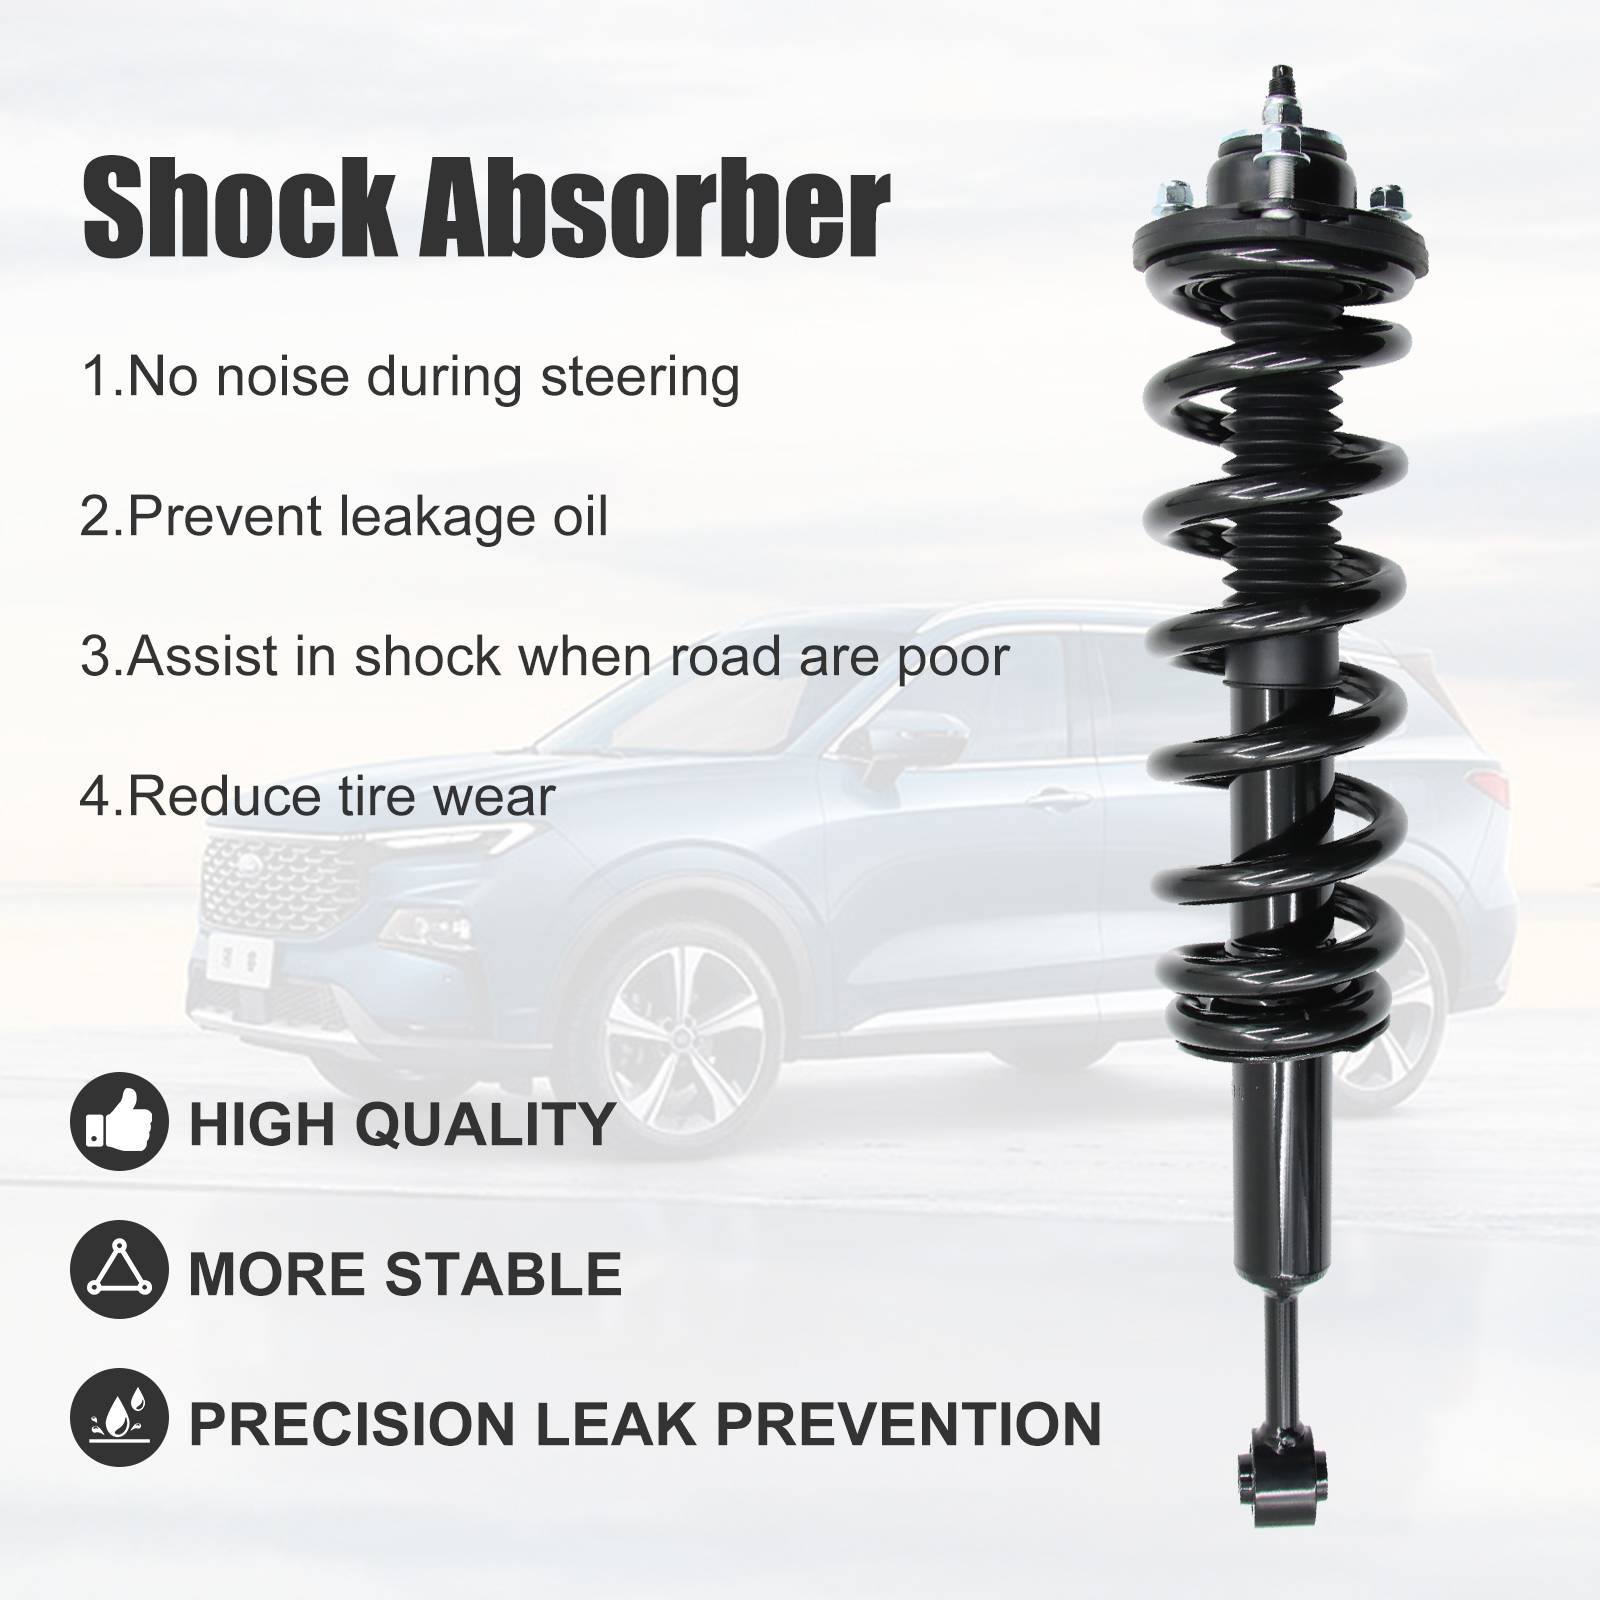 Shock Absorber
1.No noise during steering
2.Prevent leakage oil
3.Assist in shock when road are poor
4.Reduce tire wear
HIGH QUALITY
MORE STABLE
PRECISION LEAK PREVENTION